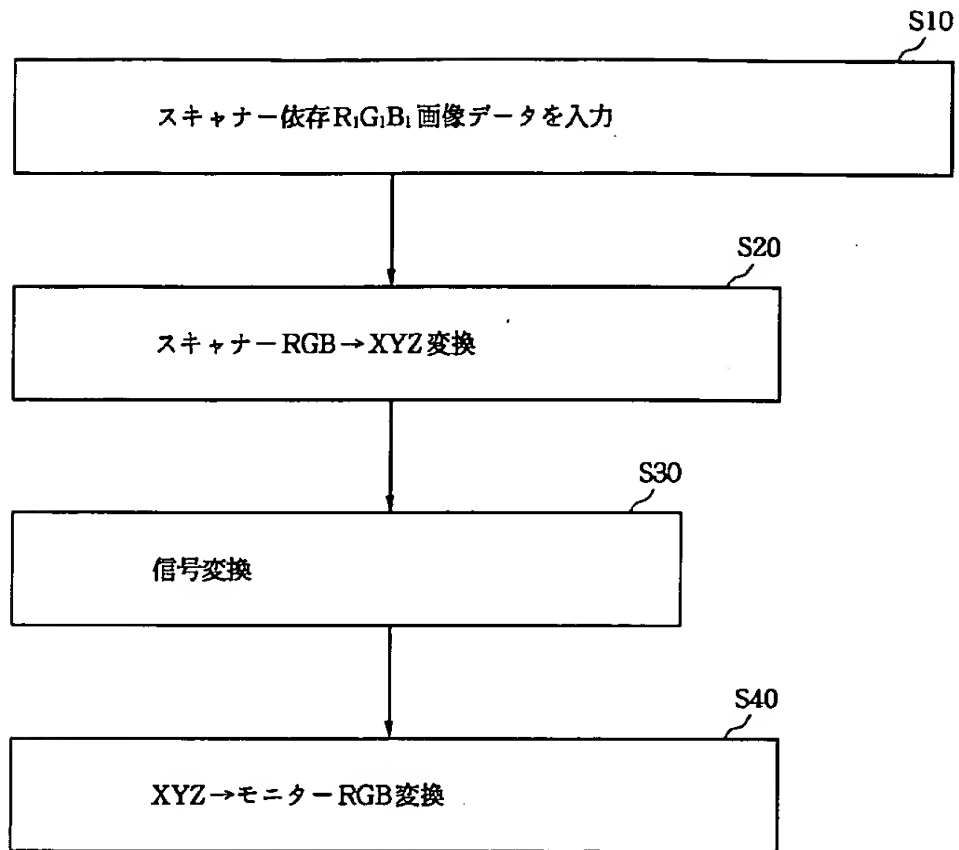 S10
スキャナー依存R₁G₁B₁画像データを入力
S20
スキャナーRGB→XYZ変換
S30
信号変換
S40
XYZ→モニターRGB変換